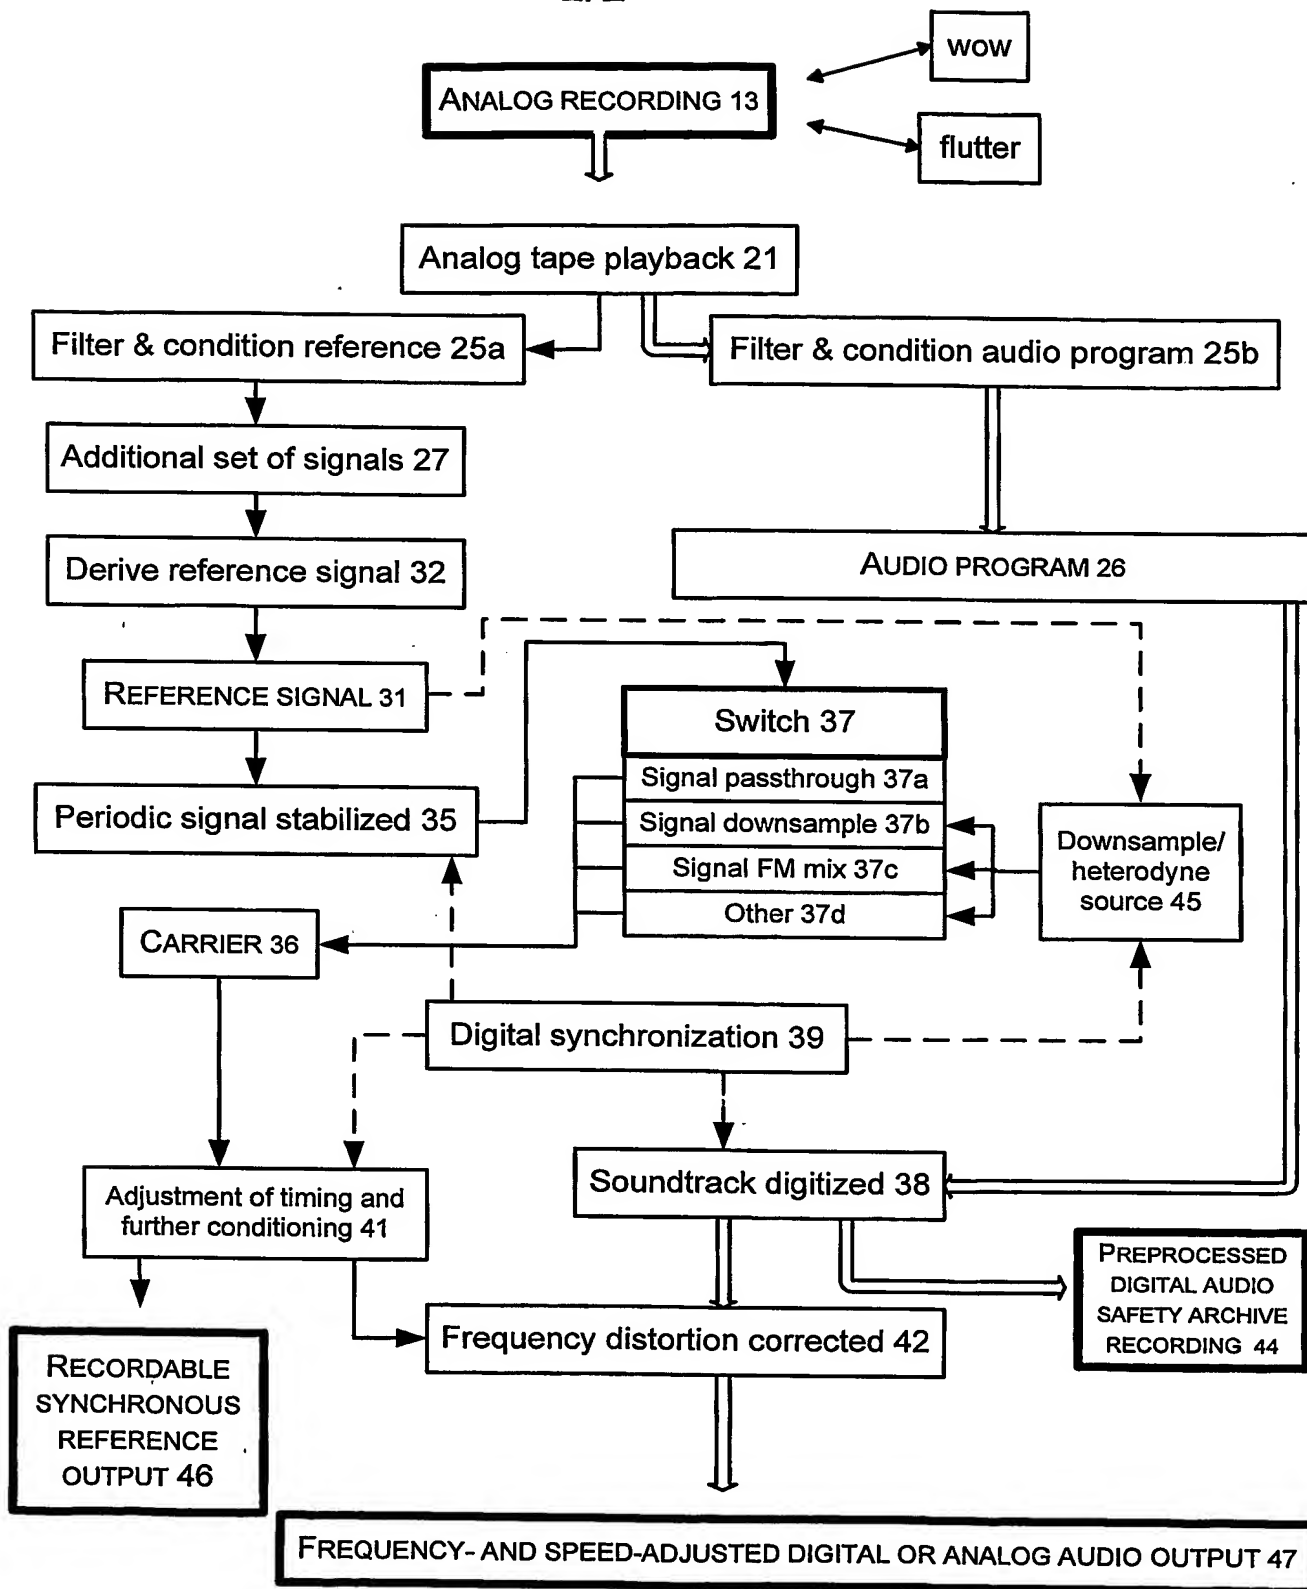 wow
ANALOG RECORDING 13
flutter
Analog tape playback 21
Filter & condition reference 25a
Filter & condition audio program 25b
Additional set of signals 27
Derive reference signal 32
AUDIO PROGRAM 26
REFERENCE SIGNAL 31
Switch 37
Signal passthrough 37a
Periodic signal stabilized 35
Signal downsample 37b
Signal FM mix 37c
Other 37d
Downsample/
heterodyne
source 45
CARRIER 36
Digital synchronization 39
Adjustment of timing and
further conditioning 41
Soundtrack digitized 38
PREPROCESSED
DIGITAL AUDIO
SAFETY ARCHIVE
RECORDING 44
Frequency distortion corrected 42
RECORDABLE
SYNCHRONOUS
REFERENCE
OUTPUT 46
FREQUENCY- AND SPEED-ADJUSTED DIGITAL OR ANALOG AUDIO OUTPUT 47